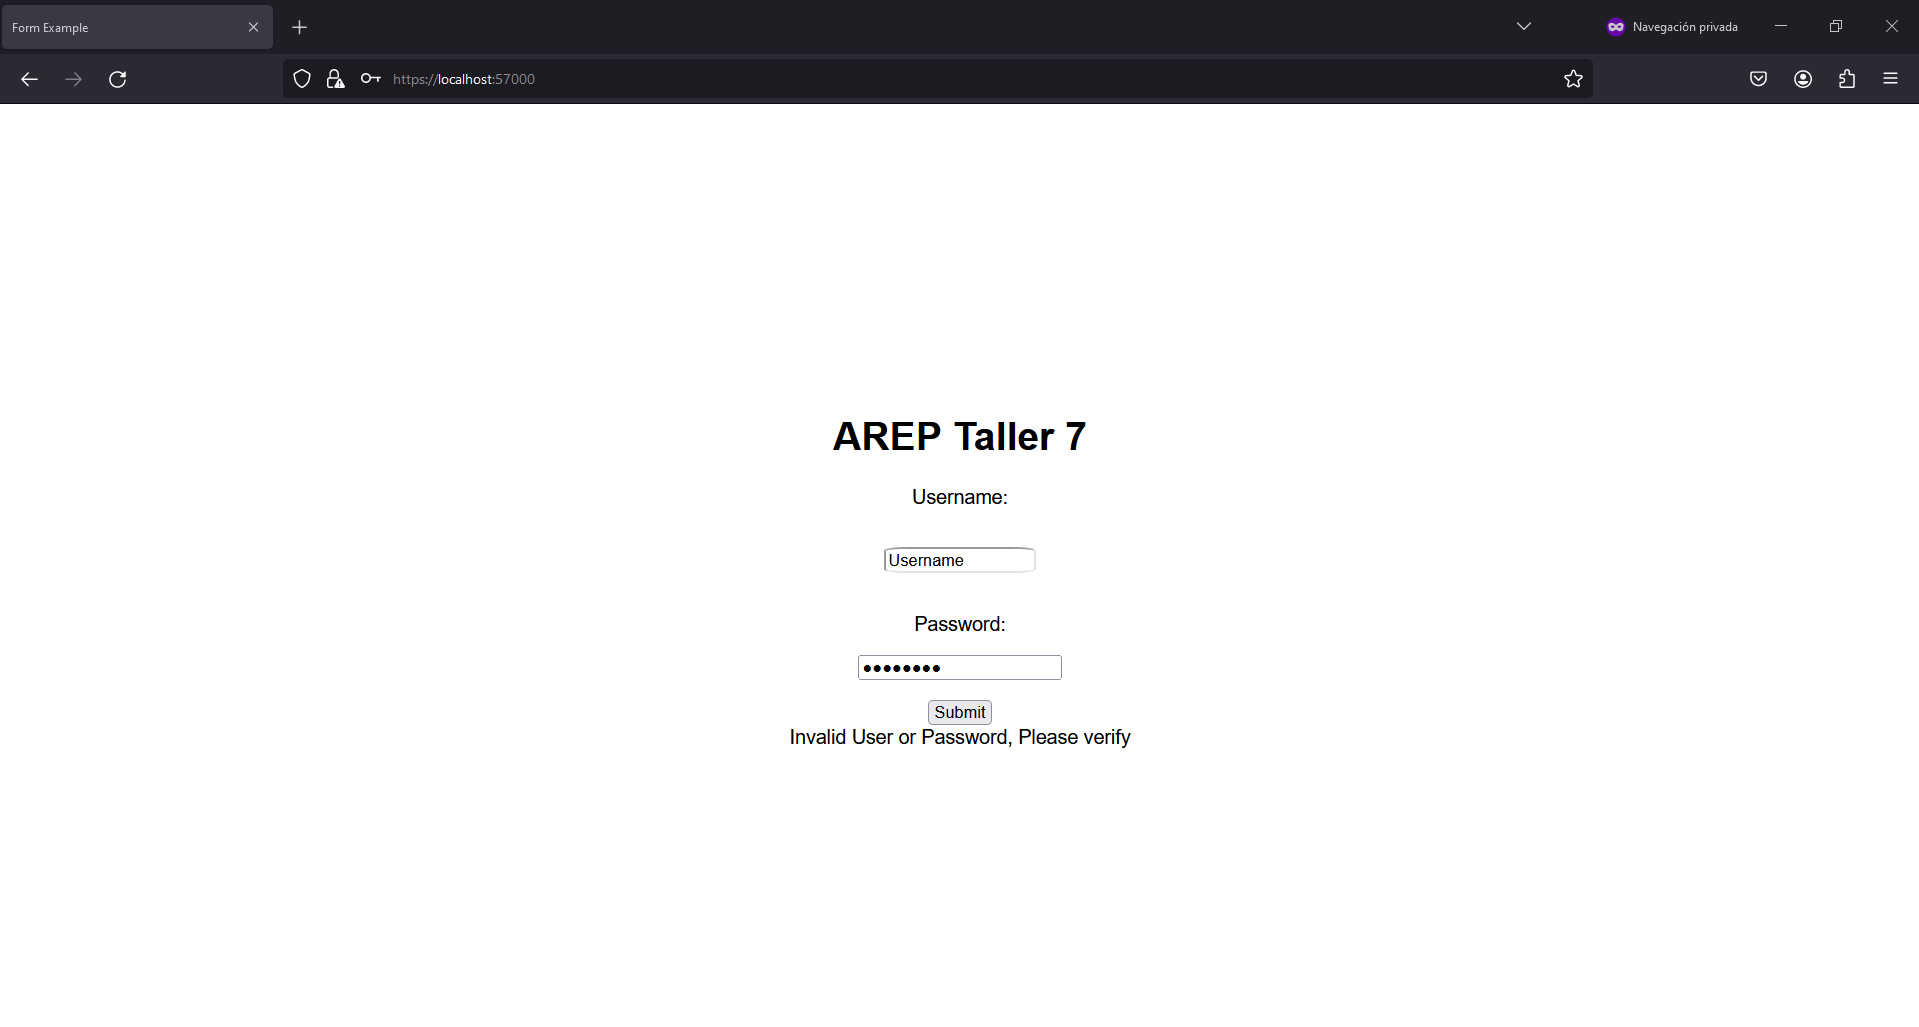 Form Example
Navegación privada
https://localhost:57000
AREP Taller 7
Username:
Username
Password:
••••••••
Submit
Invalid User or Password, Please verify